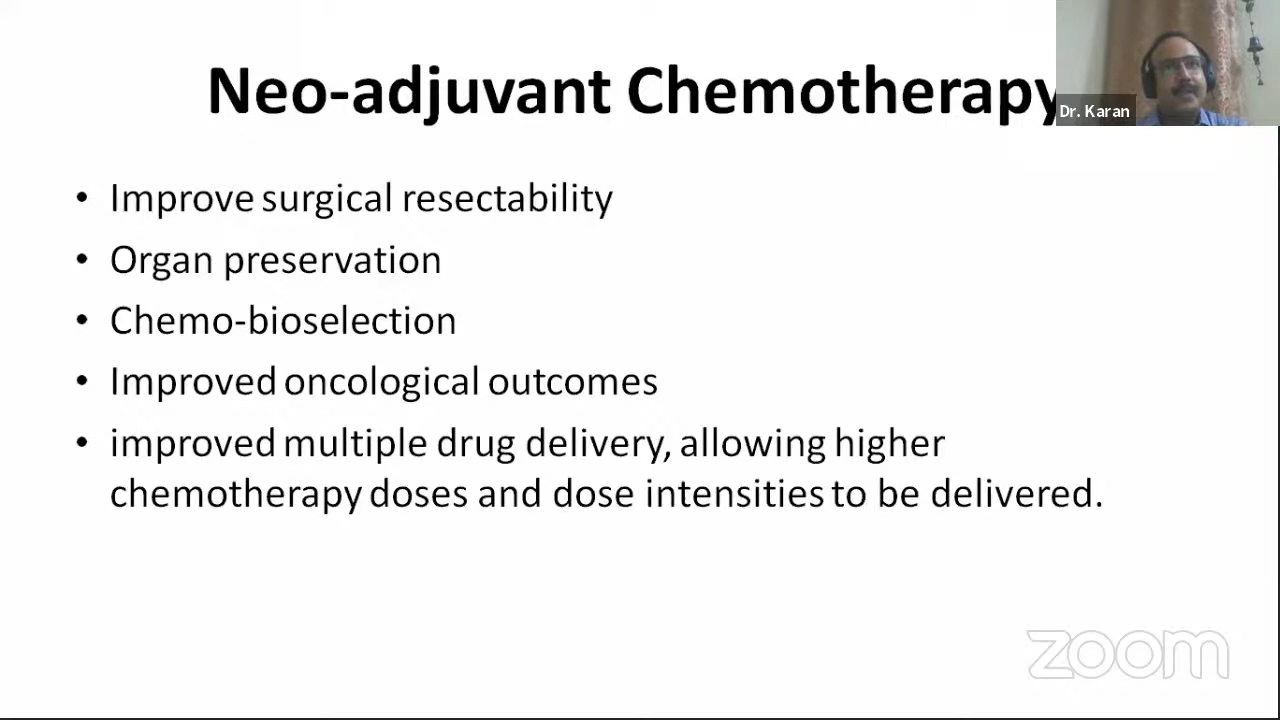 Neo-adjuvant Chemotherapy
Dr. Karan
• Improve surgical resectability
• Organ preservation
• Chemo-bioselection
• Improved oncological outcomes
• improved multiple drug delivery, allowing higher
chemotherapy doses and dose intensities to be delivered.
zoom